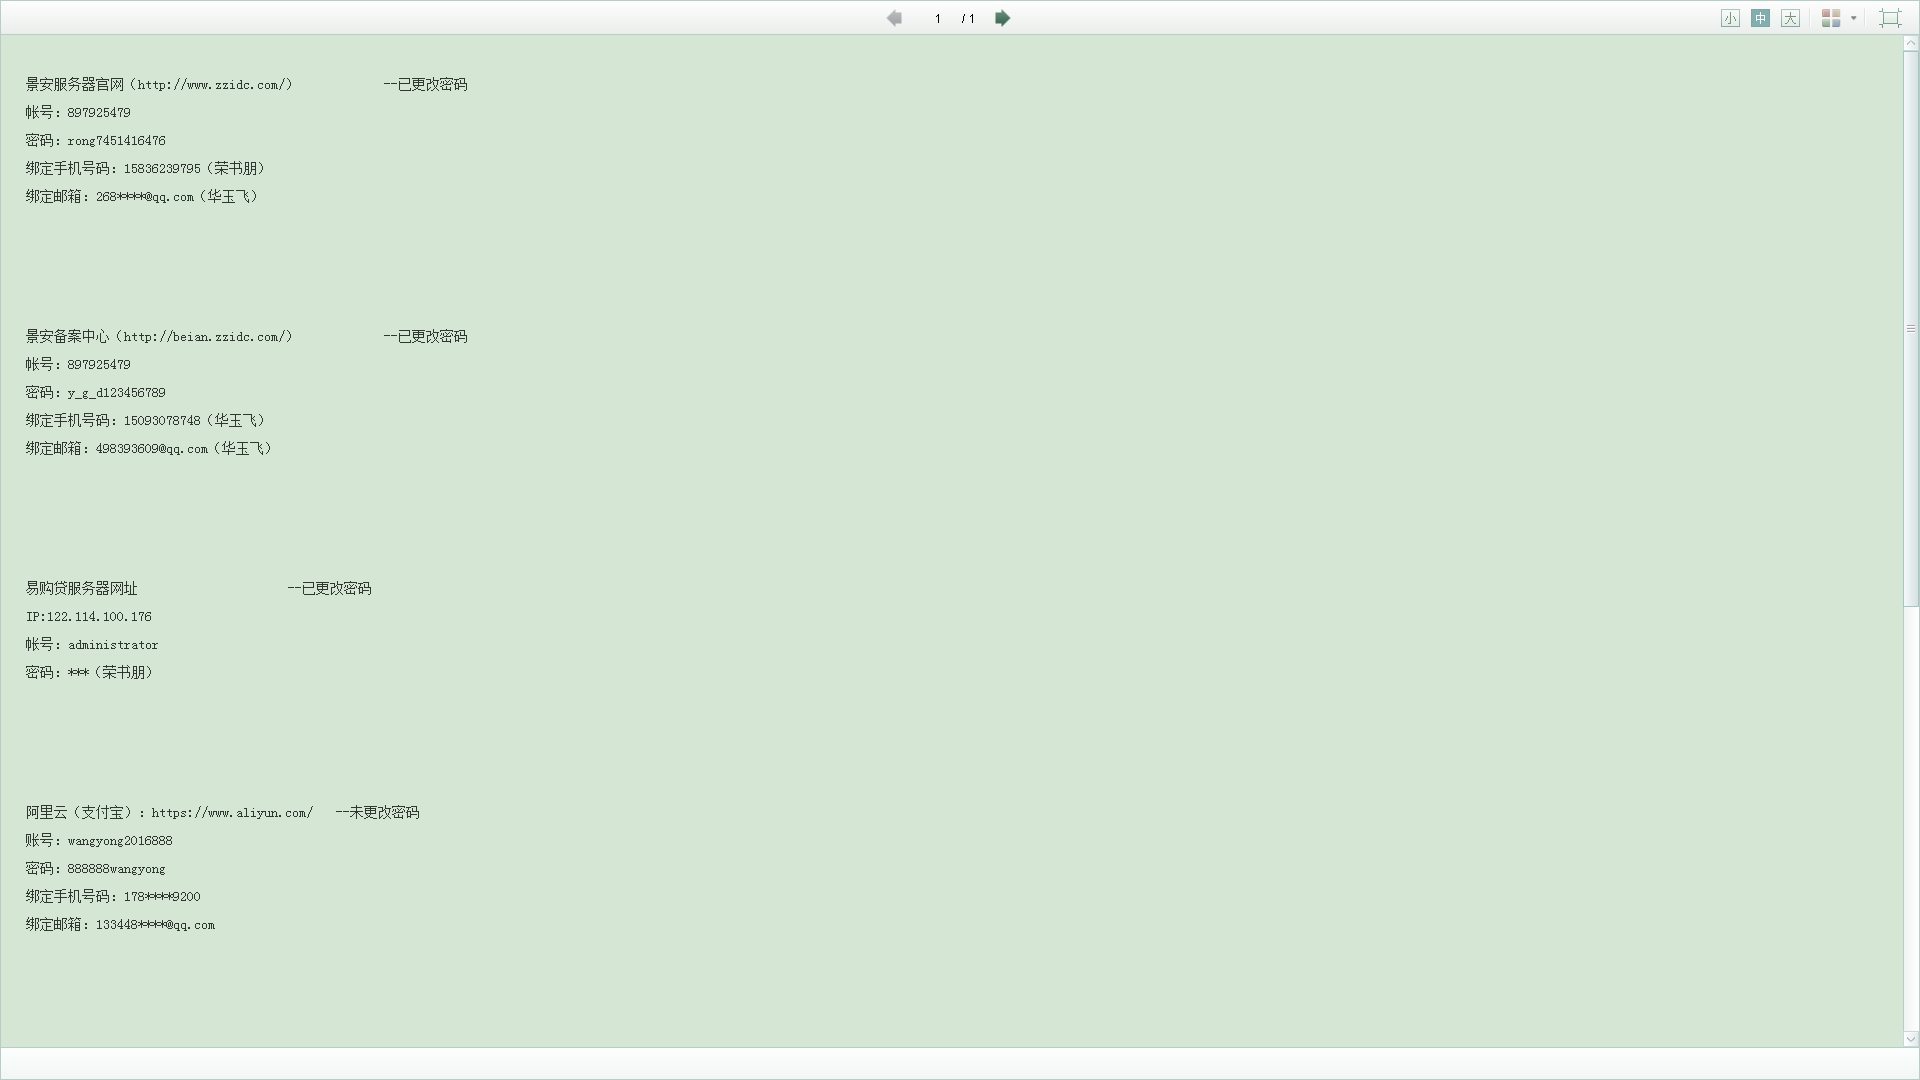 1 / 1 小 中 大
景安服务器官网（http://www.zzidc.com/） --已更改密码
帐号：897925479
密码：rong7451416476
绑定手机号码：15836239795（荣书朋）
绑定邮箱：268****@qq.com（华玉飞）
景安备案中心（http://beian.zzidc.com/） --已更改密码
帐号：897925479
密码：y_g_d123456789
绑定手机号码：15093078748（华玉飞）
绑定邮箱：498393609@qq.com（华玉飞）
易购贷服务器网址 --已更改密码
IP:122.114.100.176
帐号：administrator
密码：***（荣书朋）
阿里云（支付宝）：https://www.aliyun.com/ --未更改密码
账号：wangyong2016888
密码：888888wangyong
绑定手机号码：178****9200
绑定邮箱：133448****@qq.com